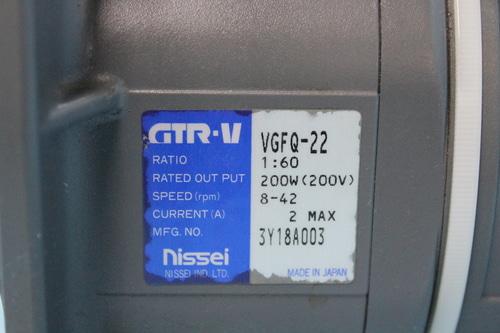 GTR·V VGFQ-22
RATIO 1:60
RATED OUT PUT 200W(200V)
SPEED (rpm) 8-42
CURRENT (A) 2 MAX
MFG. NO. 3Y18A003
Nissei
NISSEI IND. LTD. MADE IN JAPAN